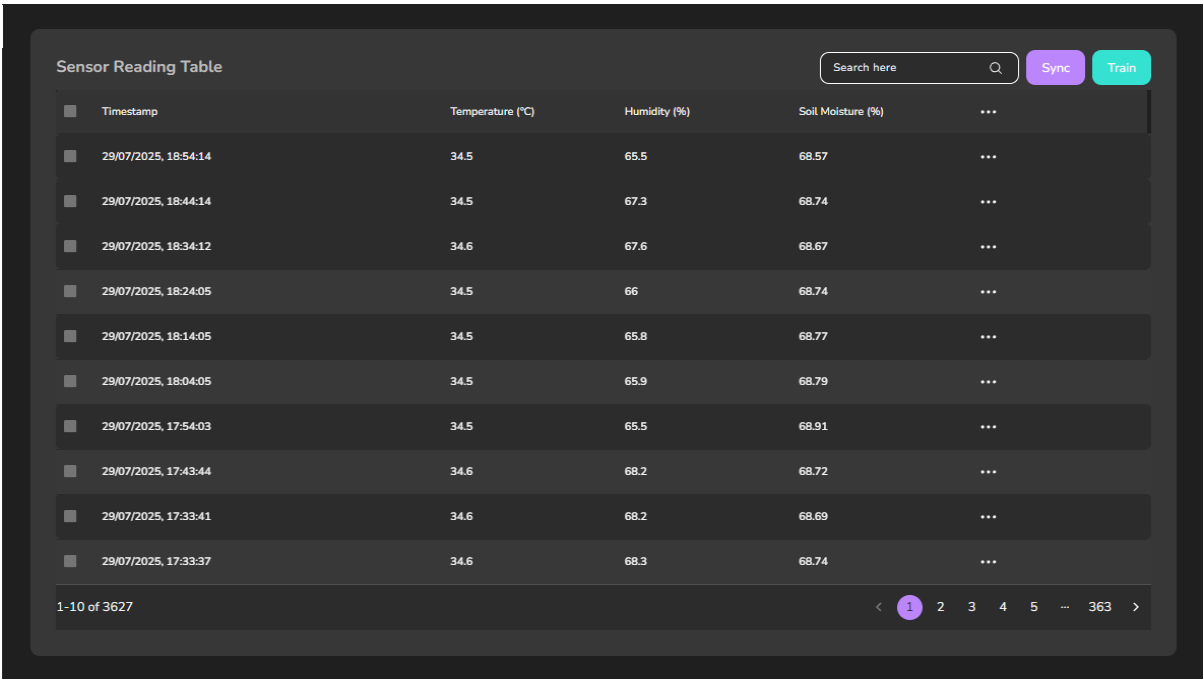 Sensor Reading Table Search here Sync Train
Timestamp Temperature (°C) Humidity (%) Soil Moisture (%) •••
29/07/2025, 18:54:14 34.5 65.5 68.57 •••
29/07/2025, 18:44:14 34.5 67.3 68.74 •••
29/07/2025, 18:34:12 34.6 67.6 68.67 •••
29/07/2025, 18:24:05 34.5 66 68.74 •••
29/07/2025, 18:14:05 34.5 65.8 68.77 •••
29/07/2025, 18:04:05 34.5 65.9 68.79 •••
29/07/2025, 17:54:03 34.5 65.5 68.91 •••
29/07/2025, 17:43:44 34.6 68.2 68.72 •••
29/07/2025, 17:33:41 34.6 68.2 68.69 •••
29/07/2025, 17:33:37 34.6 68.3 68.74 •••
1-10 of 3627 < 1 2 3 4 5 ··· 363 >